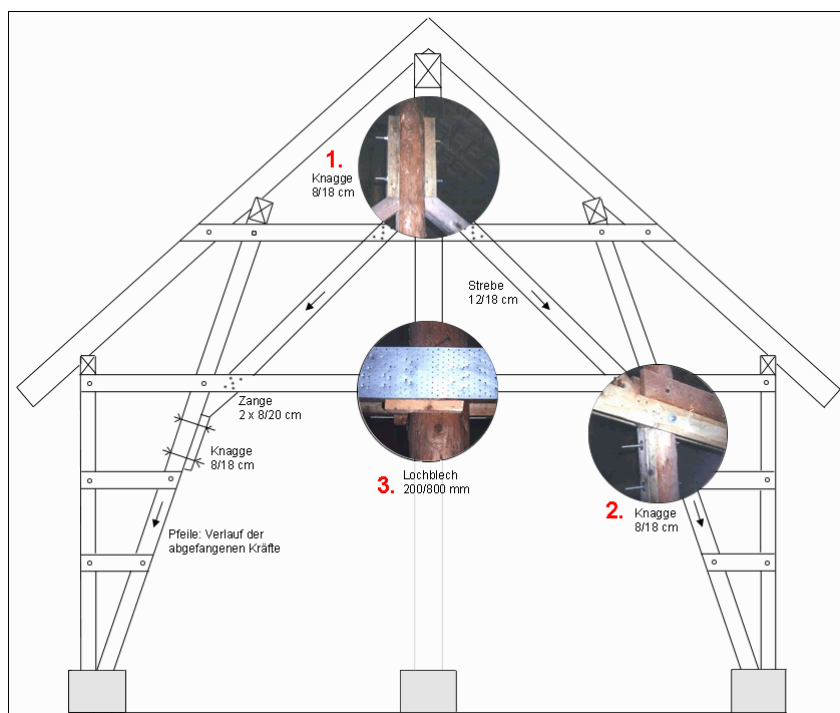 1.
Knagge
8/18 cm
Strebe
12/18 cm
Zange
2 x 8/20 cm
Knagge
8/18 cm
3. Lochblech
200/800 mm
2. Knagge
8/18 cm
Pfeile: Verlauf der
abgefangenen Kräfte